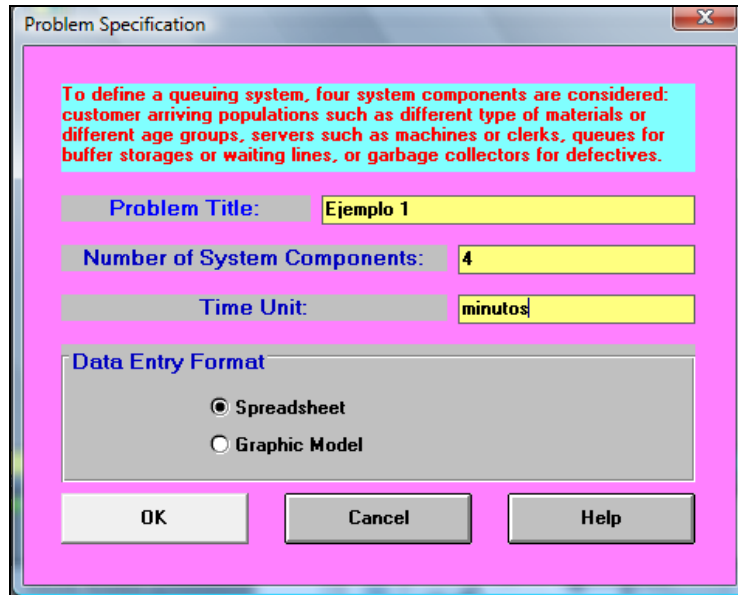 Problem Specification
To define a queuing system, four system components are considered:
customer arriving populations such as different type of materials or
different age groups, servers such as machines or clerks, queues for
buffer storages or waiting lines, or garbage collectors for defectives.
Problem Title: Ejemplo 1
Number of System Components: 4
Time Unit: minutos
Data Entry Format
Spreadsheet
Graphic Model
OK Cancel Help